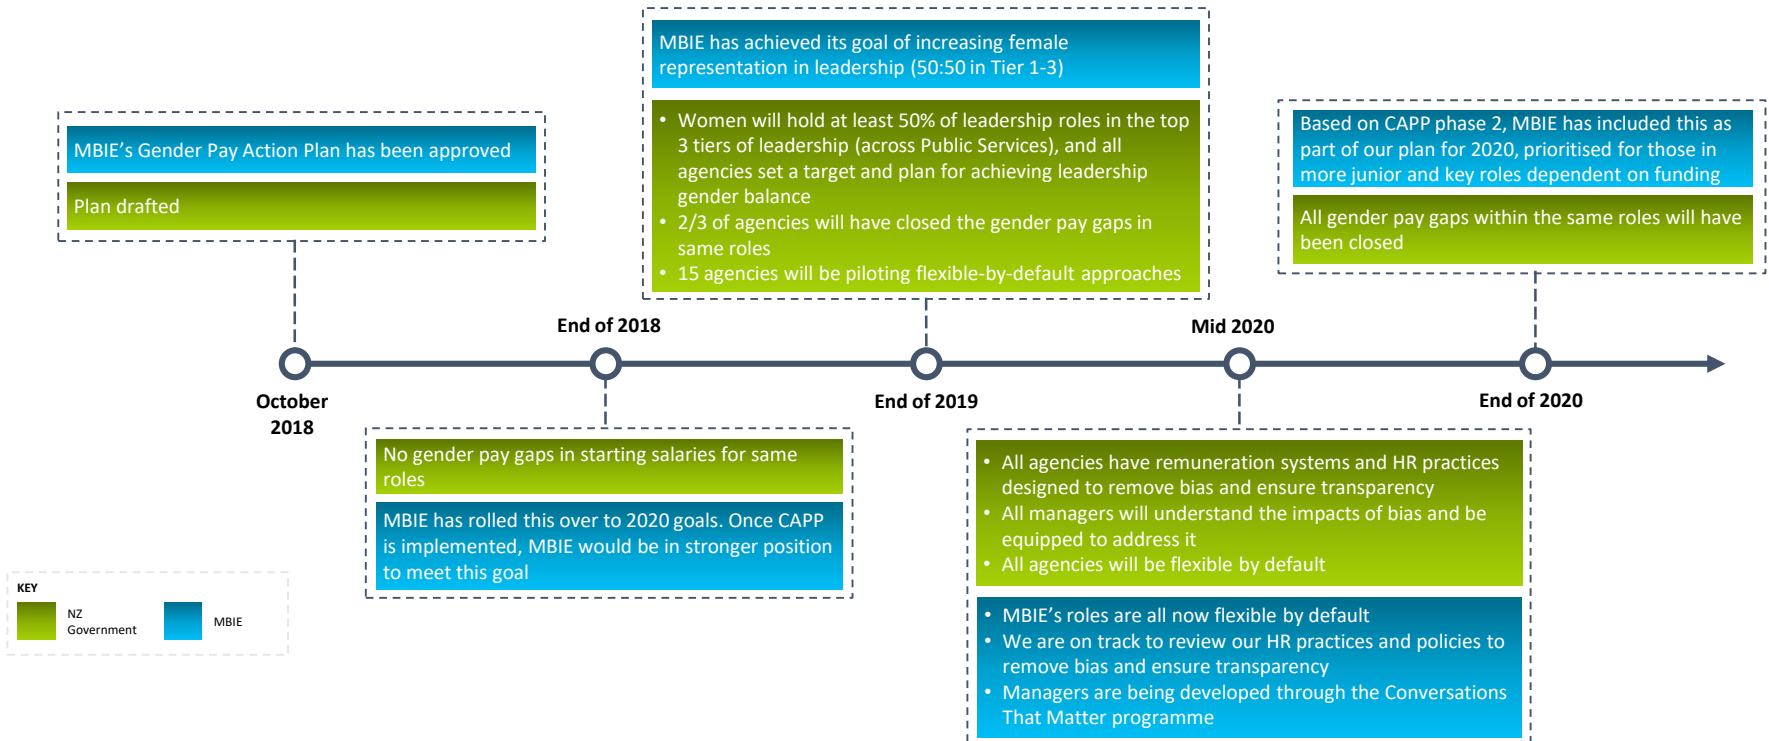 MBIE has achieved its goal of increasing female
representation in leadership (50:50 in Tier 1-3)
• Women will hold at least 50% of leadership roles in the top
3 tiers of leadership (across Public Services), and all
agencies set a target and plan for achieving leadership
gender balance
• 2/3 of agencies will have closed the gender pay gaps in
same roles
• 15 agencies will be piloting flexible-by-default approaches
MBIE’s Gender Pay Action Plan has been approved
Plan drafted
Based on CAPP phase 2, MBIE has included this as
part of our plan for 2020, prioritised for those in
more junior and key roles dependent on funding
All gender pay gaps within the same roles will have
been closed
End of 2018
Mid 2020
October
2018
End of 2019
End of 2020
No gender pay gaps in starting salaries for same
roles
MBIE has rolled this over to 2020 goals. Once CAPP
is implemented, MBIE would be in stronger position
to meet this goal
• All agencies have remuneration systems and HR practices
designed to remove bias and ensure transparency
• All managers will understand the impacts of bias and be
equipped to address it
• All agencies will be flexible by default
• MBIE’s roles are all now flexible by default
• We are on track to review our HR practices and policies to
remove bias and ensure transparency
• Managers are being developed through the Conversations
That Matter programme
KEY
NZ
Government
MBIE